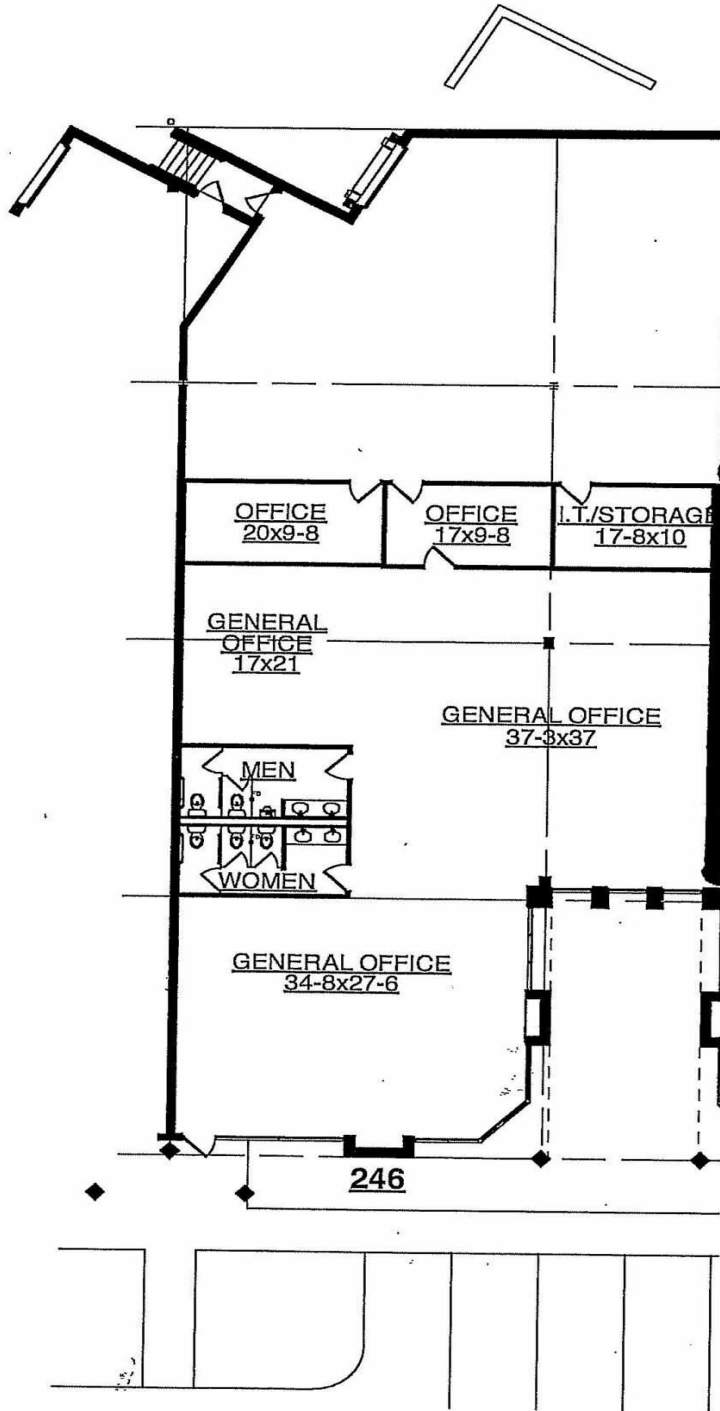 OFFICE
20x9-8
OFFICE
17x9-8
I.T./STORAGE
17-8x10
GENERAL
OFFICE
17x21
GENERAL OFFICE
37-3x37
MEN
WOMEN
GENERAL OFFICE
34-8x27-6
246